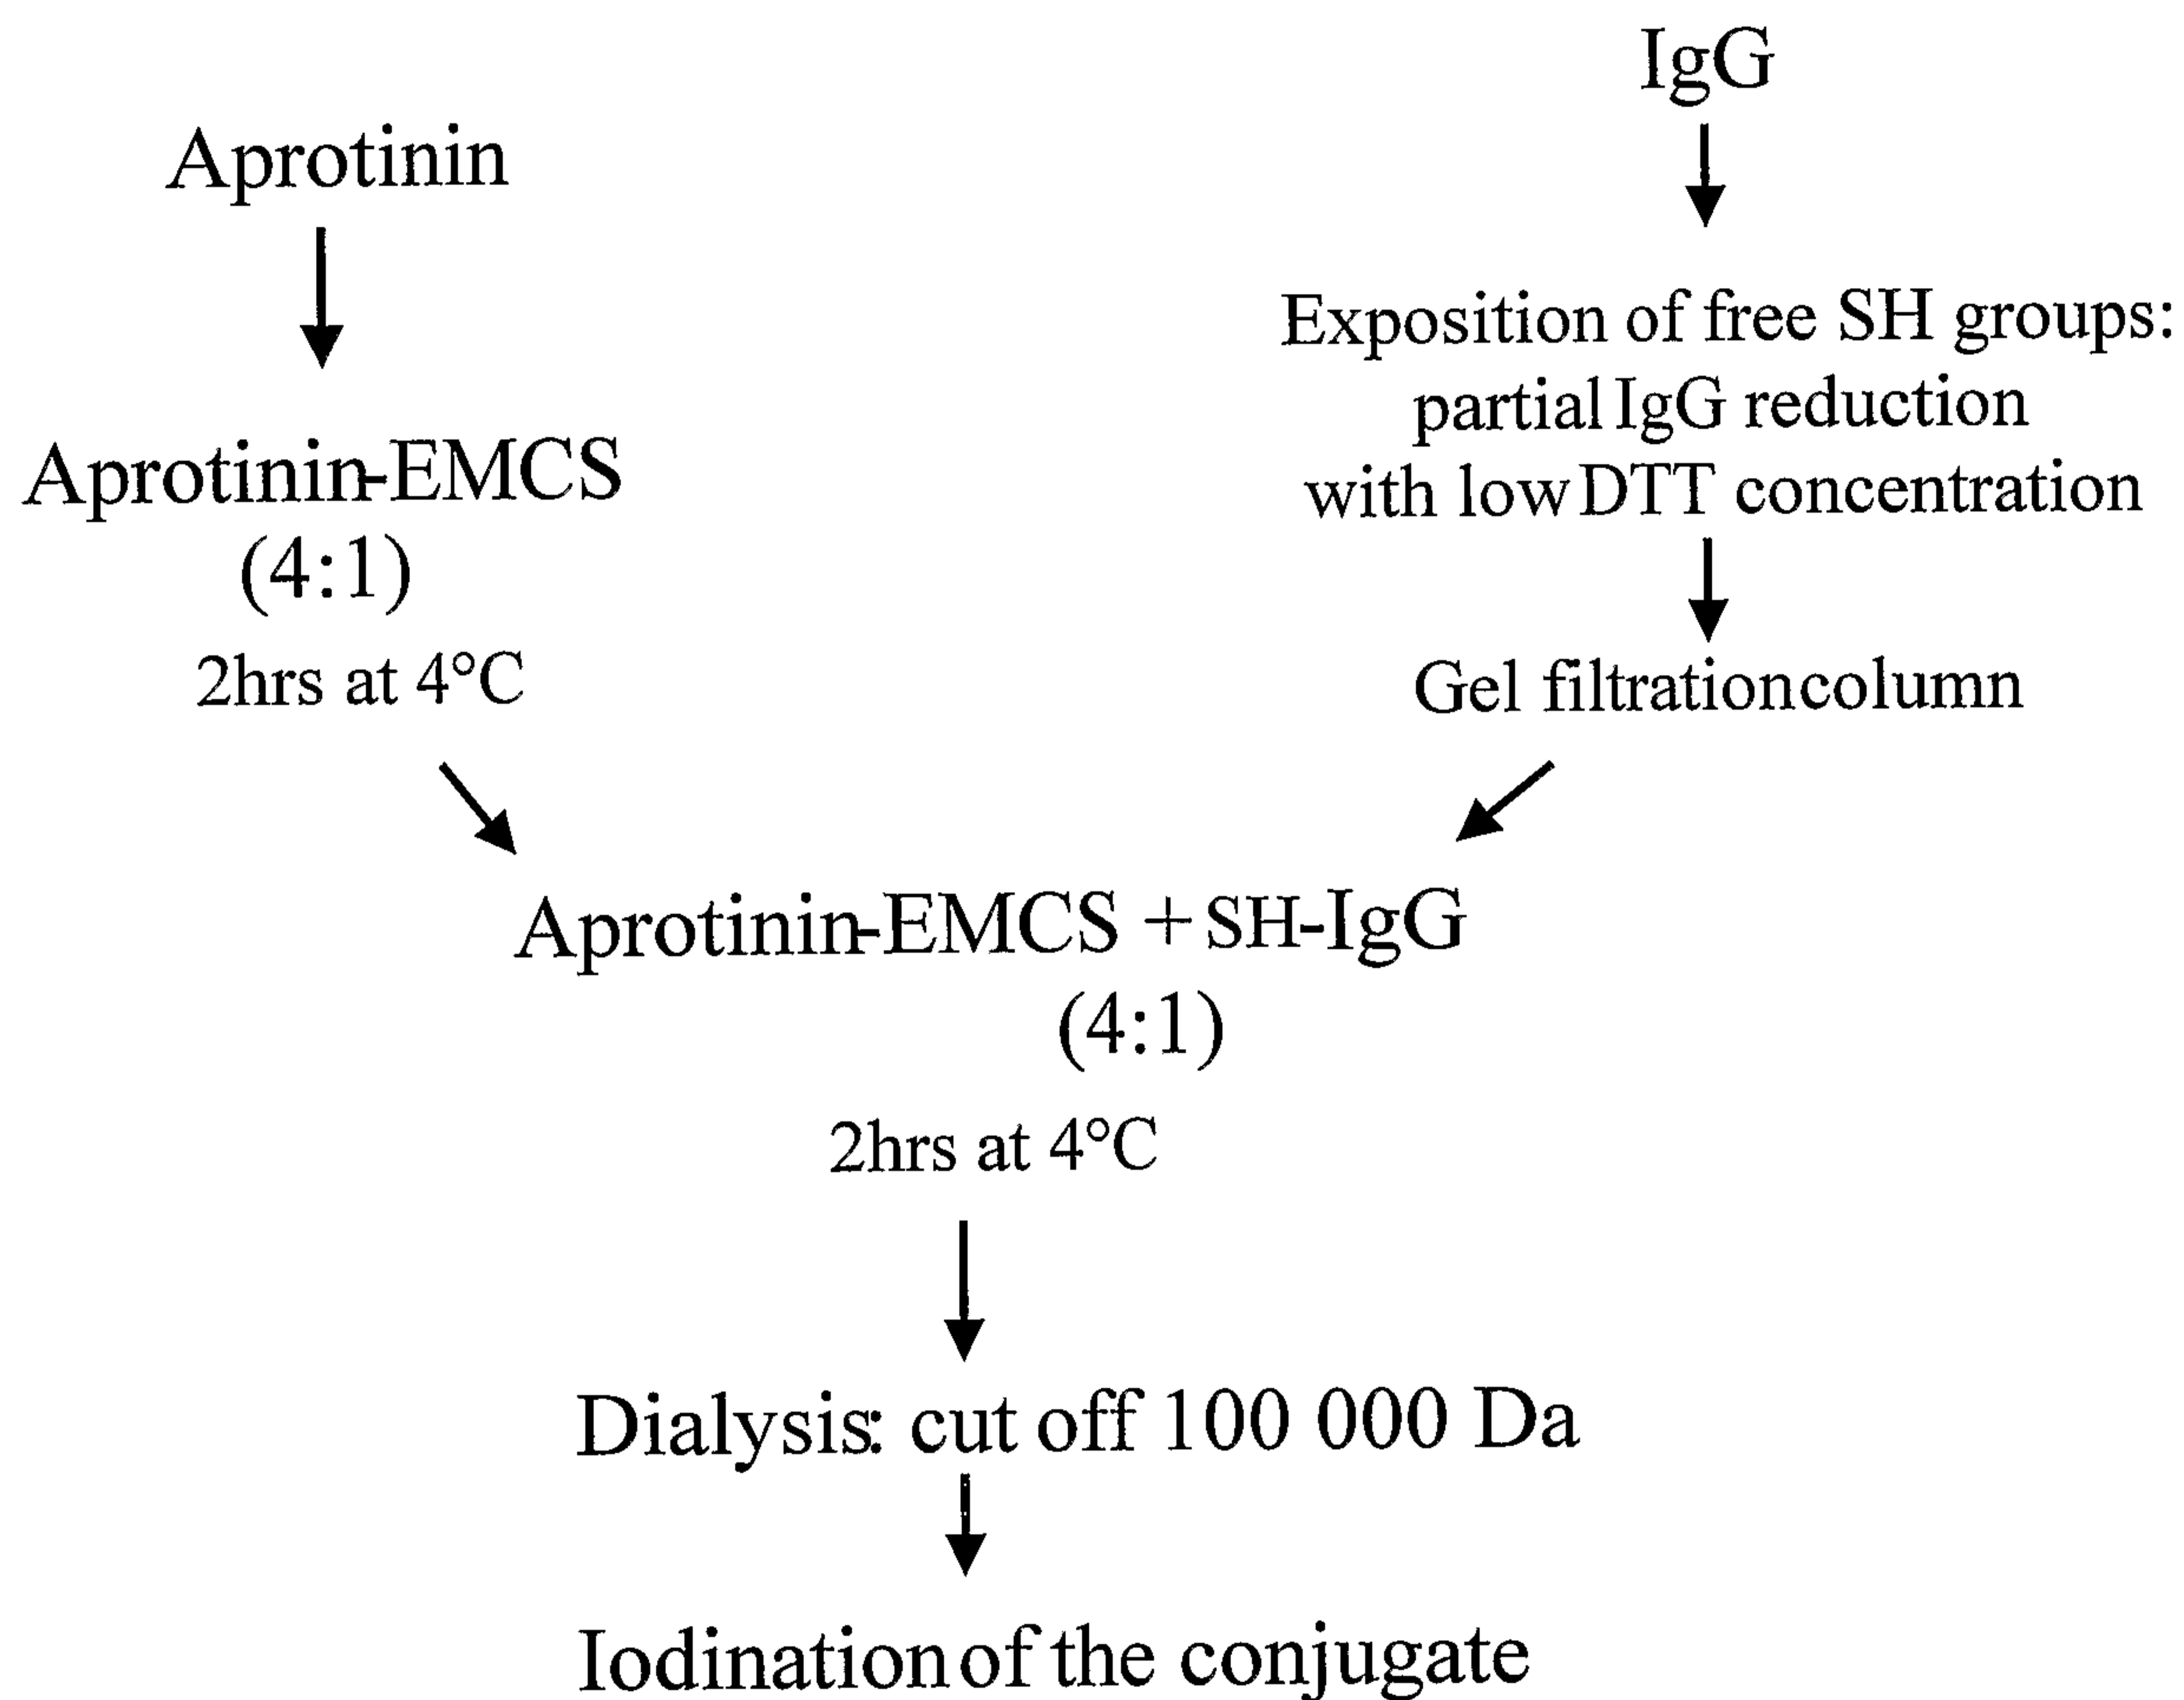 IgG
Aprotinin
Exposition of free SH groups:
partial IgG reduction
with low DTT concentration
Aprotinin-EMCS
(4:1)
2hrs at 4°C
Gel filtration column
Aprotinin-EMCS + SH-IgG
(4:1)
2hrs at 4°C
Dialysis: cut off 100 000 Da
Iodination of the conjugate